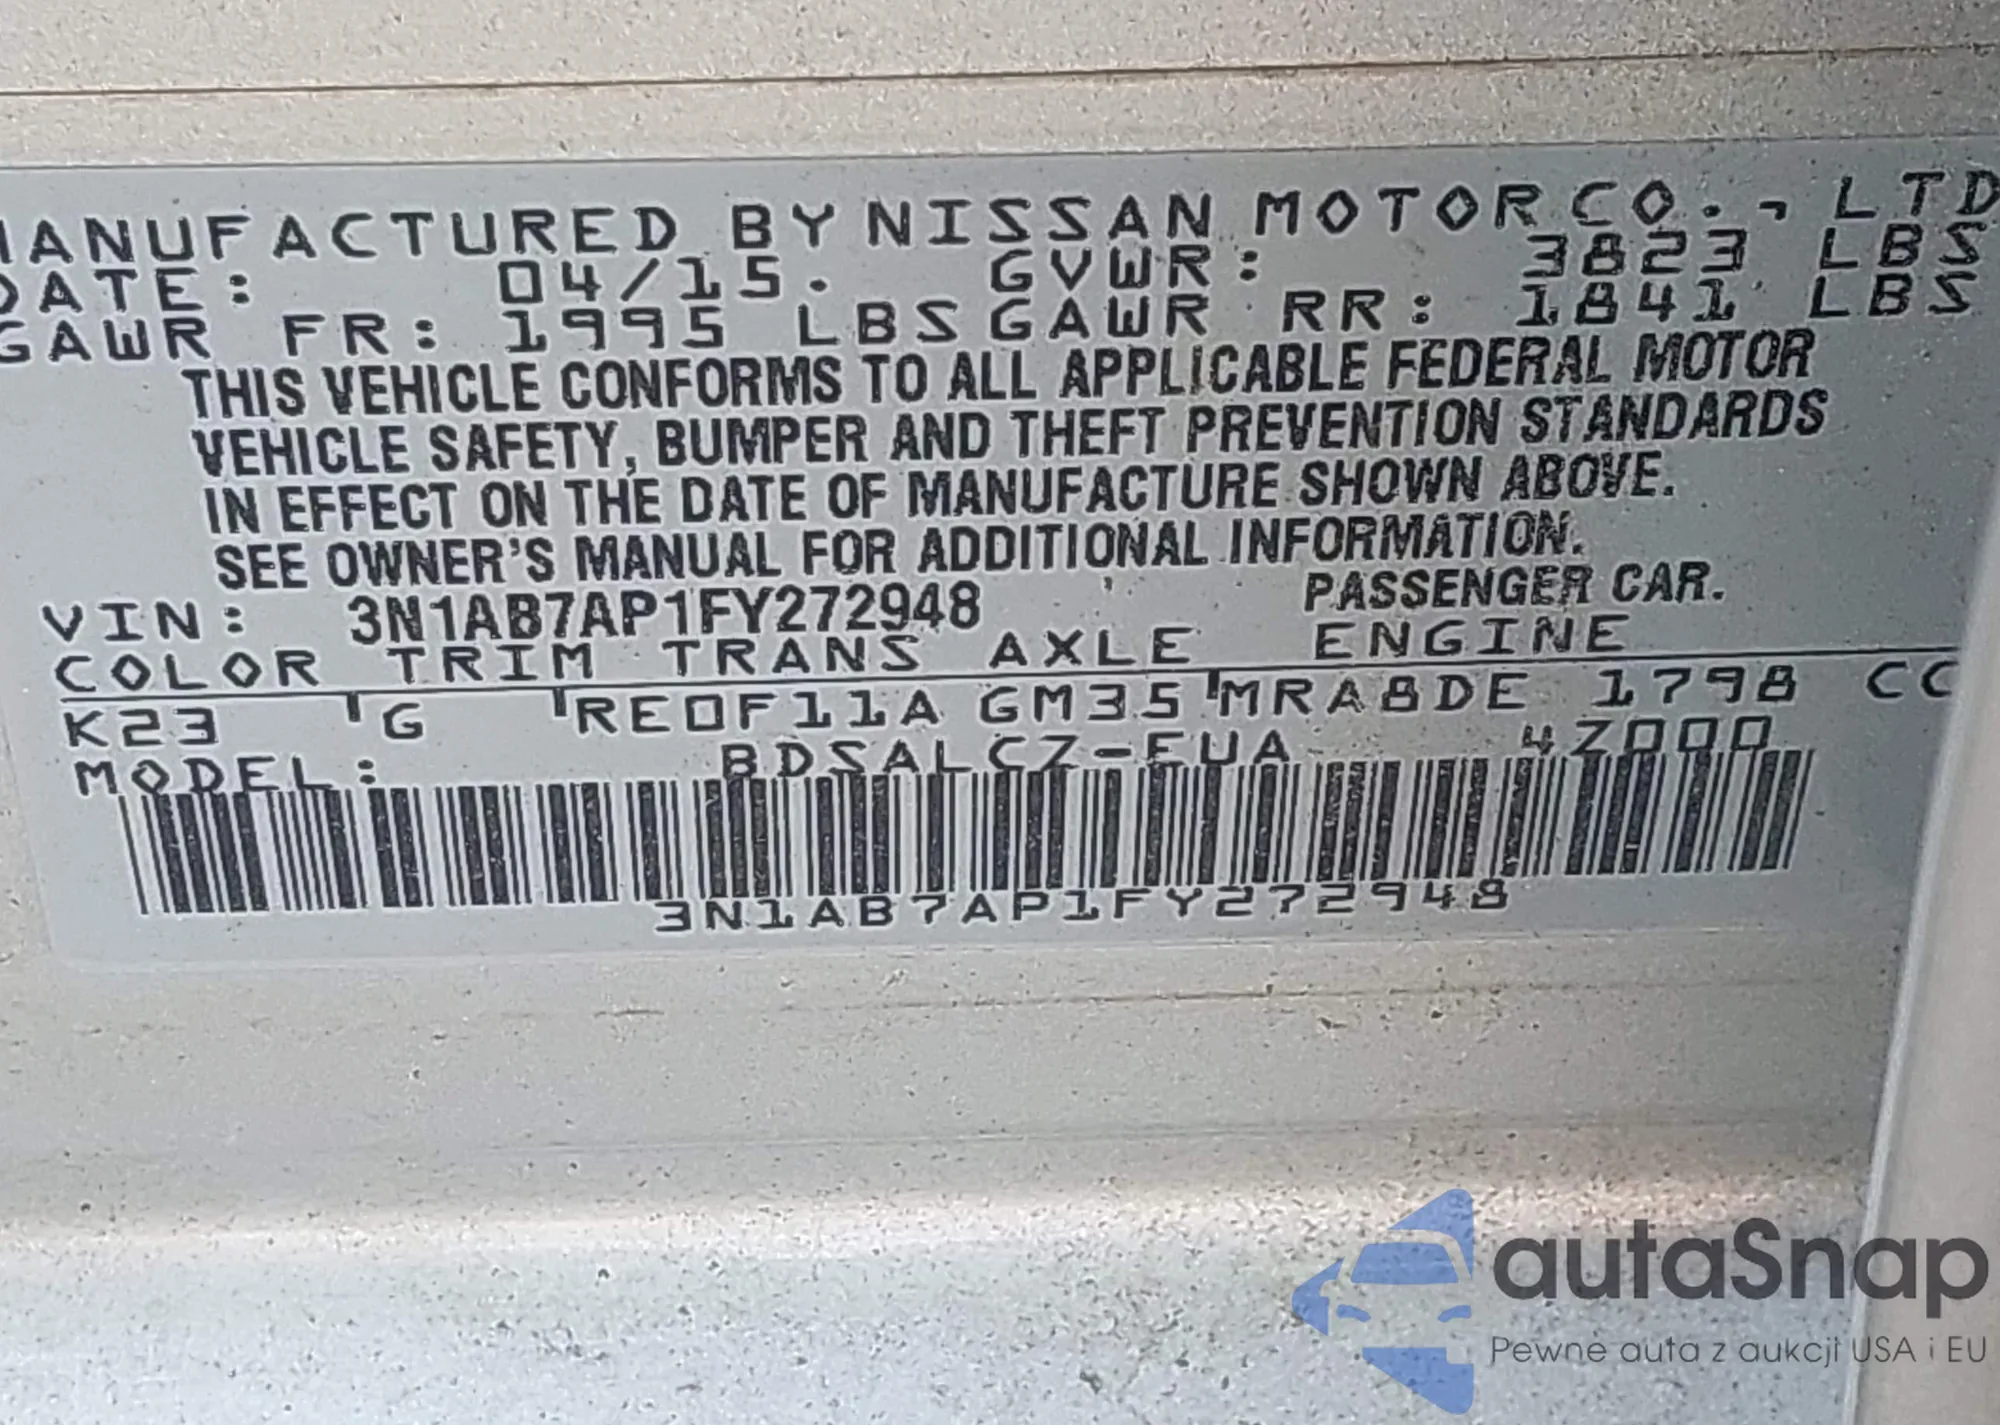 MANUFACTURED BY NISSAN MOTOR CO., LTD
DATE: 04/15. GVWR: 3823 LBS
GAWR FR: 1995 LBS GAWR RR: 1841 LBS
THIS VEHICLE CONFORMS TO ALL APPLICABLE FEDERAL MOTOR
VEHICLE SAFETY, BUMPER AND THEFT PREVENTION STANDARDS
IN EFFECT ON THE DATE OF MANUFACTURE SHOWN ABOVE.
SEE OWNER'S MANUAL FOR ADDITIONAL INFORMATION.
VIN: 3N1AB7AP1FY272948 PASSENGER CAR.
COLOR TRIM TRANS AXLE ENGINE
K23 G RE0F11A GM35 MRA8DE 1798 CC
MODEL: BDSALCZ-EUA 4Z000
3N1AB7AP1FY272948
autaSnap
Pewne auta z aukcji USA i EU